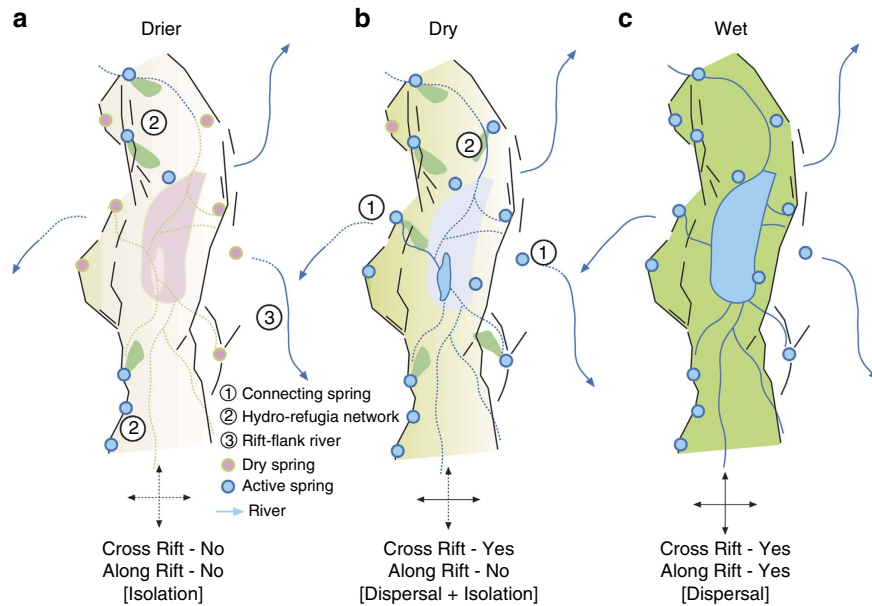 a
Drier
b
Dry
c
Wet
2
2
1
1
3
2
1 Connecting spring
2 Hydro-refugia network
3 Rift-flank river
Dry spring
Active spring
River
Cross Rift - No
Along Rift - No
[Isolation]
Cross Rift - Yes
Along Rift - No
[Dispersal + Isolation]
Cross Rift - Yes
Along Rift - Yes
[Dispersal]